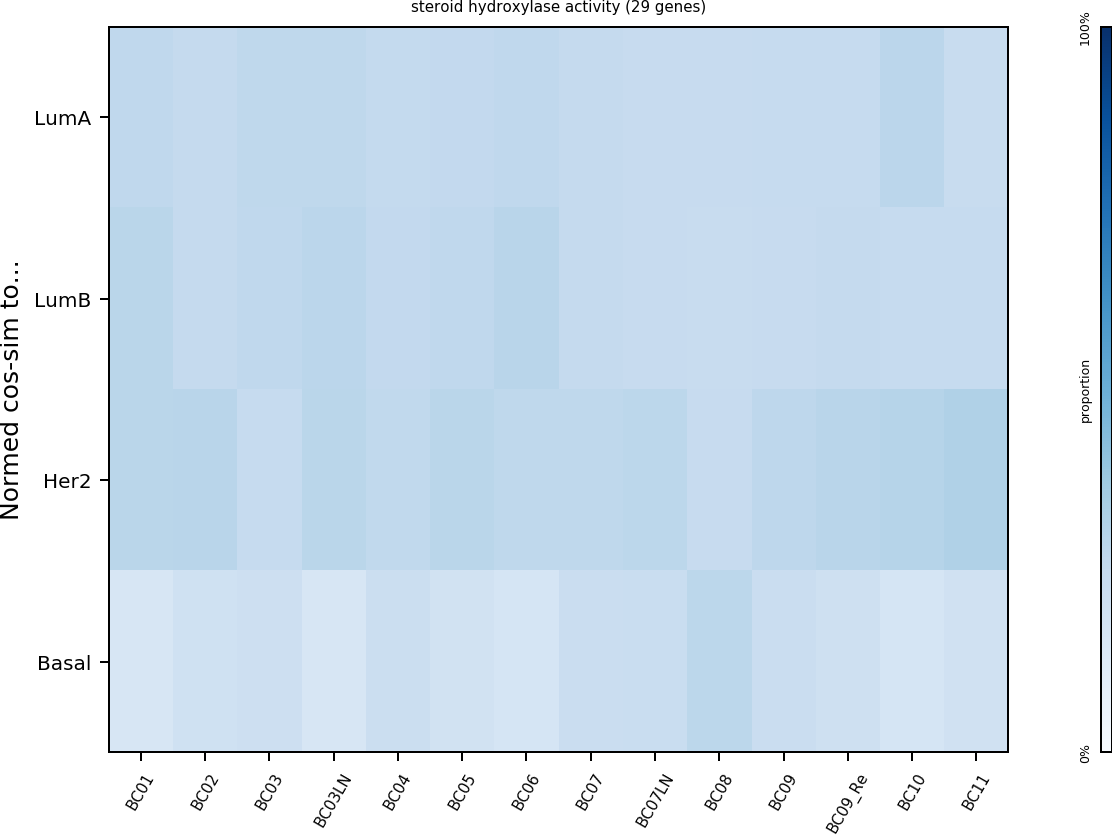 steroid hydroxylase activity (29 genes)
Normed cos-sim to...
LumA
LumB
Her2
Basal
BC01
BC02
BC03
BC03LN
BC04
BC05
BC06
BC07
BC07LN
BC08
BC09
BC09_Re
BC10
BC11
100%
proportion
0%